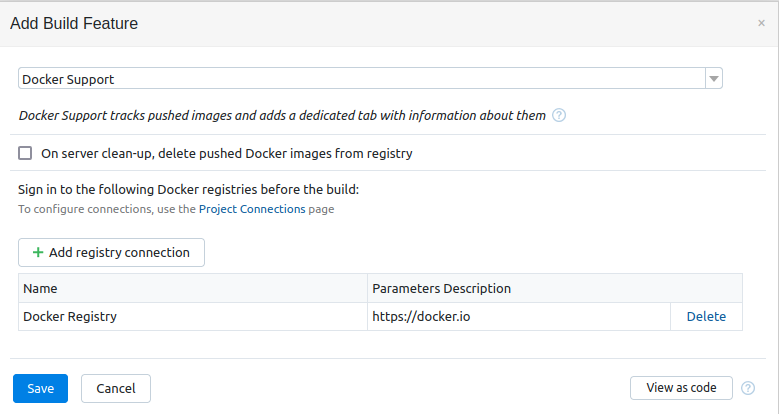 Add Build Feature
×
Docker Support
Docker Support tracks pushed images and adds a dedicated tab with information about them ?
On server clean-up, delete pushed Docker images from registry
Sign in to the following Docker registries before the build:
To configure connections, use the Project Connections page
+ Add registry connection
Name Parameters Description
Docker Registry https://docker.io Delete
Save Cancel View as code ?